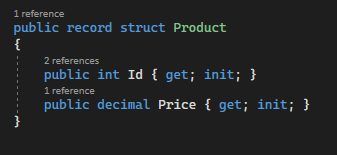 1 reference
public record struct Product
{
2 references
public int Id { get; init; }
1 reference
public decimal Price { get; init; }
}